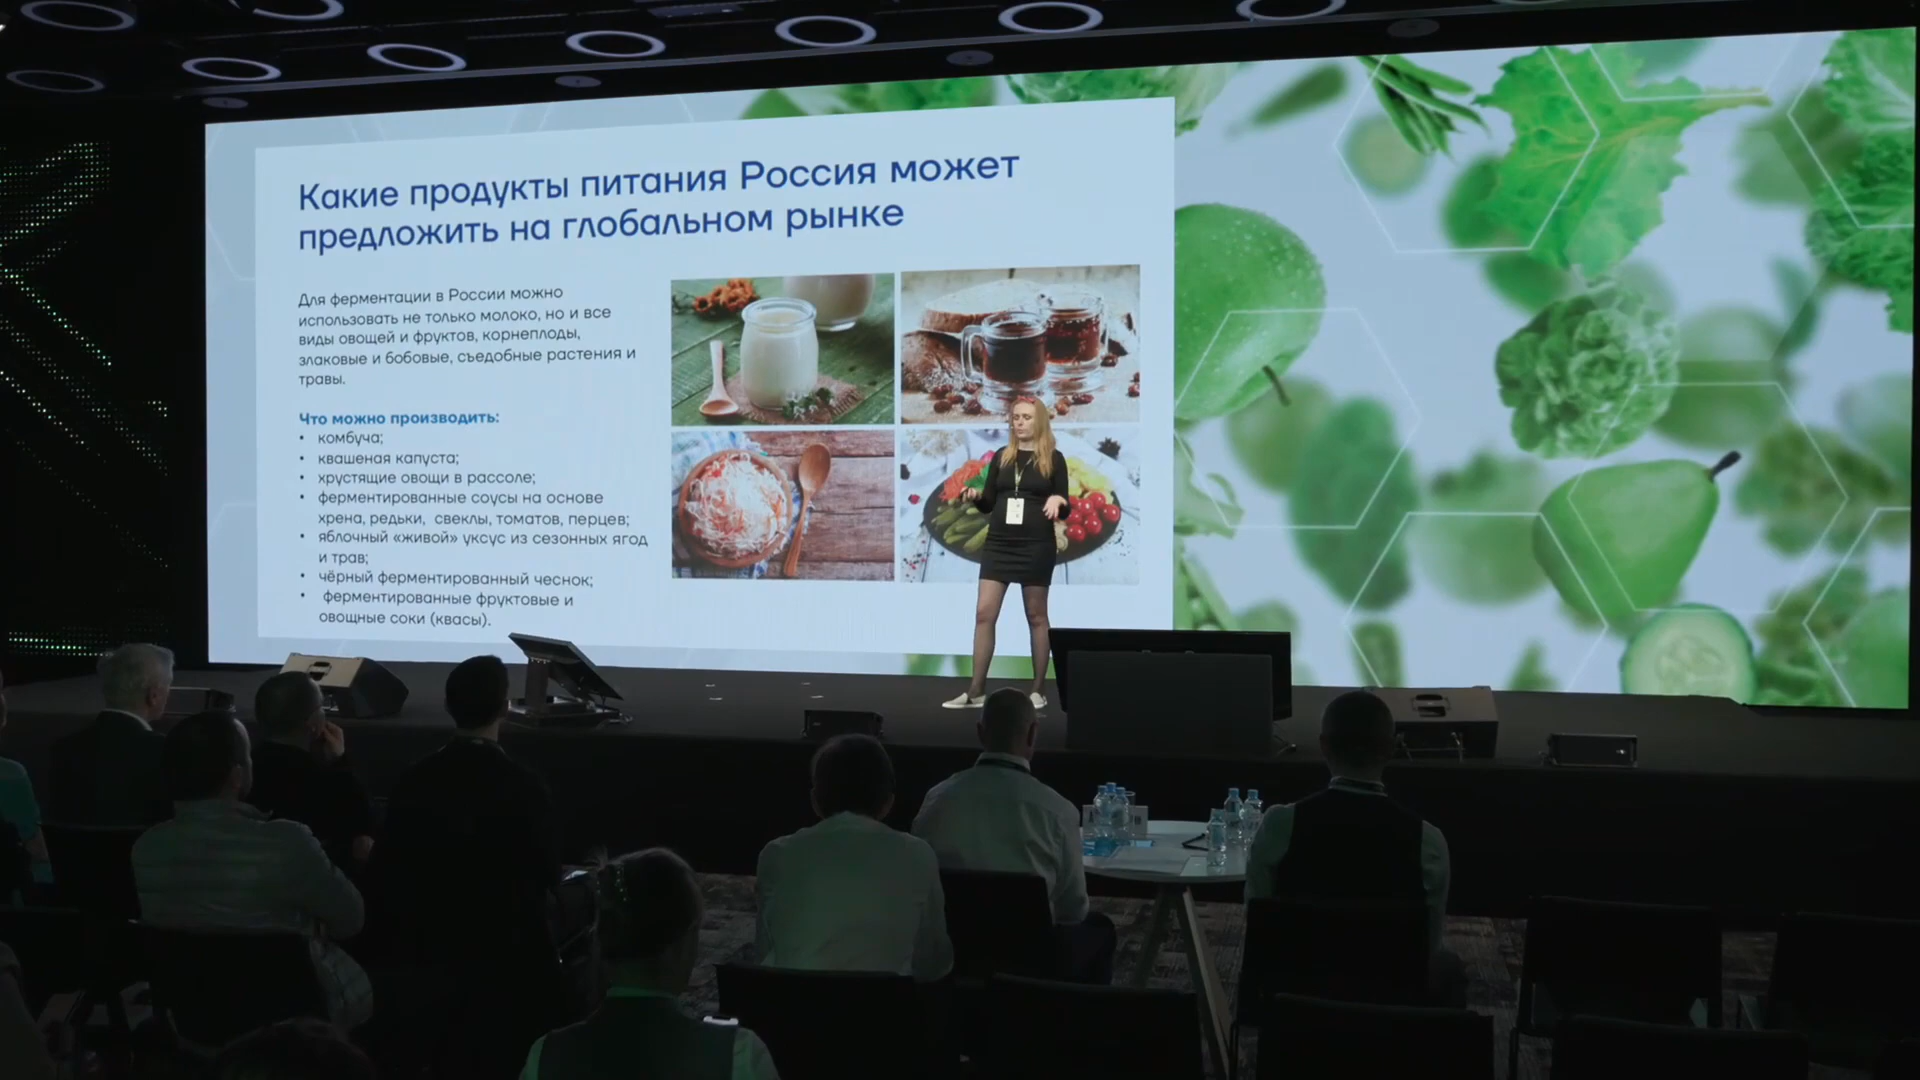 Какие продукты питания Россия может
предложить на глобальном рынке
Для ферментации в России можно
использовать не только молоко, но и все
виды овощей и фруктов, корнеплоды,
злаковые и бобовые, съедобные растения и
травы.
Что можно производить:
• комбуча;
• квашеная капуста;
• хрустящие овощи в рассоле;
• ферментированные соусы на основе
хрена, редьки, свеклы, томатов, перцев;
• яблочный «живой» уксус из сезонных ягод
и трав;
• чёрный ферментированный чеснок;
• ферментированные фруктовые и
овощные соки (квасы).